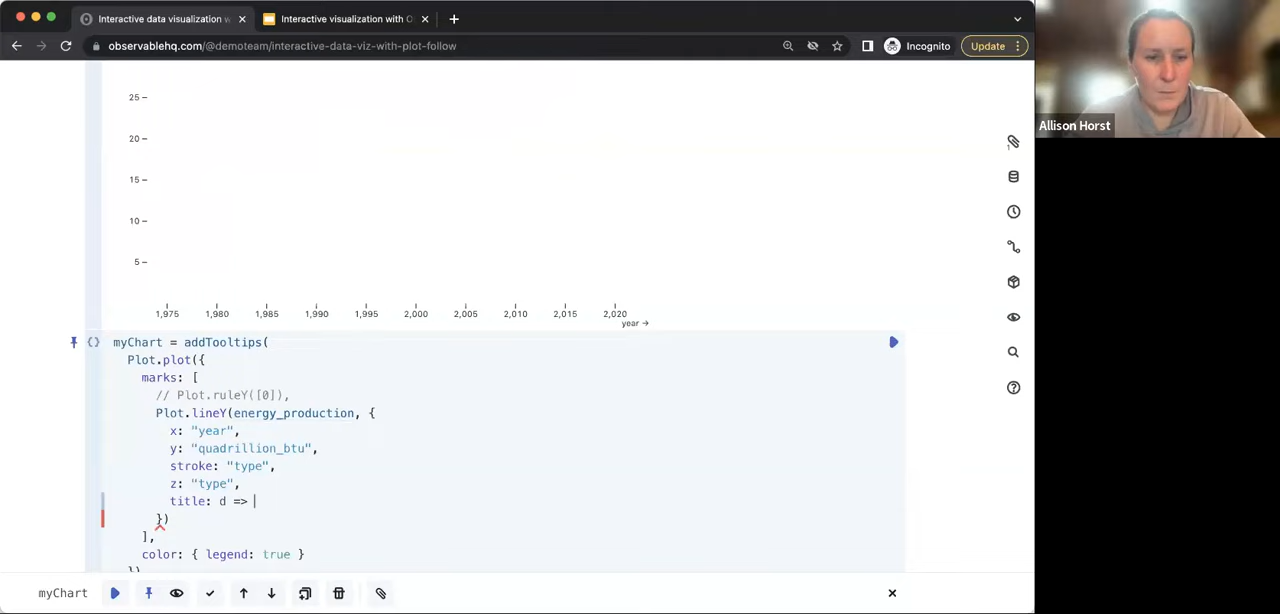 Interactive data visualization w
Interactive visualization with O
observablehq.com/@demoteam/interactive-data-viz-with-plot-follow
Incognito
Update
Allison Horst
25
20
15
10
5
1,975 1,980 1,985 1,990 1,995 2,000 2,005 2,010 2,015 2,020
year →
myChart = addTooltips(
Plot.plot({
marks: [
// Plot.ruleY([0]),
Plot.lineY(energy_production, {
x: "year",
y: "quadrillion_btu",
stroke: "type",
z: "type",
title: d =>
})
],
color: { legend: true }
})
myChart